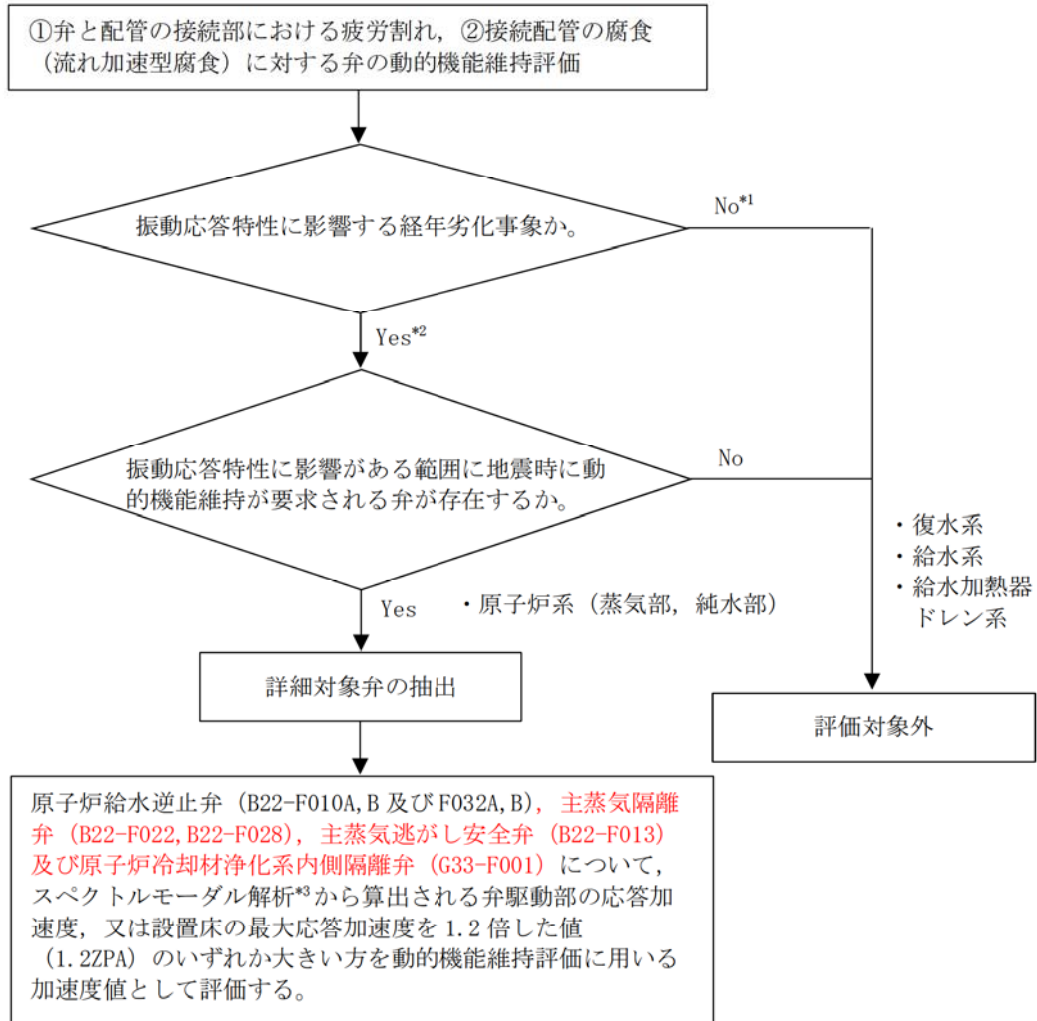 ①弁と配管の接続部における疲労割れ，②接続配管の腐食
（流れ加速型腐食）に対する弁の動的機能維持評価
振動応答特性に影響する経年劣化事象か。
No*1
Yes*2
振動応答特性に影響がある範囲に地震時に動
的機能維持が要求される弁が存在するか。
No
・復水系
・給水系
・給水加熱器
ドレン系
Yes
・原子炉系（蒸気部，純水部）
詳細対象弁の抽出
評価対象外
原子炉給水逆止弁（B22-F010A,B 及びF032A,B），主蒸気隔離
弁（B22-F022,B22-F028），主蒸気逃がし安全弁（B22-F013）
及び原子炉冷却材浄化系内側隔離弁（G33-F001）について，
スペクトルモーダル解析*3から算出される弁駆動部の応答加
速度，又は設置床の最大応答加速度を 1.2 倍した値
（1.2ZPA）のいずれか大きい方を動的機能維持評価に用いる
加速度値として評価する。